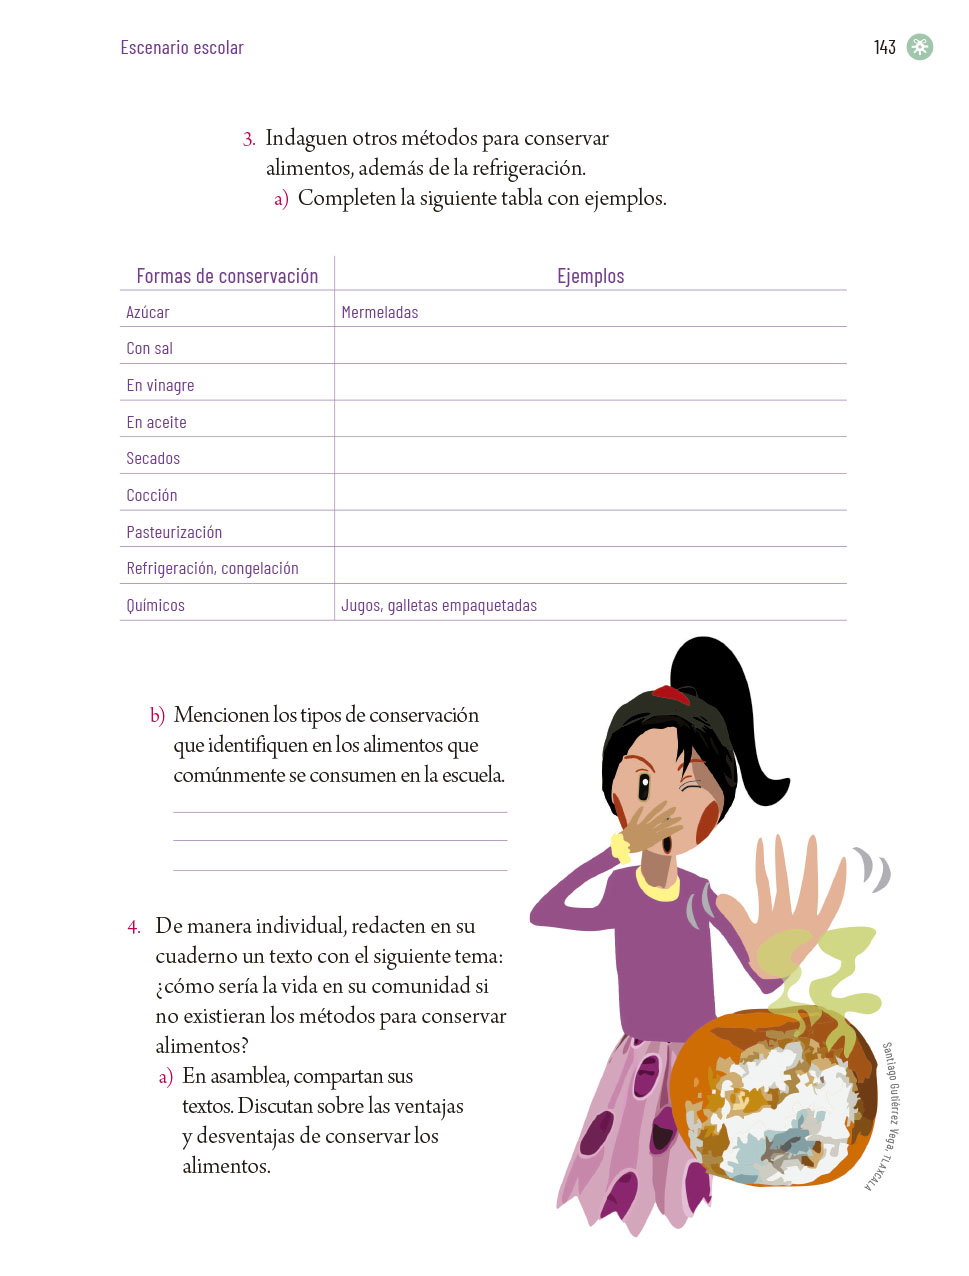 Escenario escolar
143
3. Indaguen otros métodos para conservar
alimentos, además de la refrigeración.
a) Completen la siguiente tabla con ejemplos.
Formas de conservación Ejemplos
Azúcar Mermeladas
Con sal
En vinagre
En aceite
Secados
Cocción
Pasteurización
Refrigeración, congelación
Químicos Jugos, galletas empaquetadas
b) Mencionen los tipos de conservación
que identifiquen en los alimentos que
comúnmente se consumen en la escuela.
4. De manera individual, redacten en su
cuaderno un texto con el siguiente tema:
¿cómo sería la vida en su comunidad si
no existieran los métodos para conservar
alimentos?
a) En asamblea, compartan sus
textos. Discutan sobre las ventajas
y desventajas de conservar los
alimentos.
Santiago Gutiérrez Vega, TLAXCALA